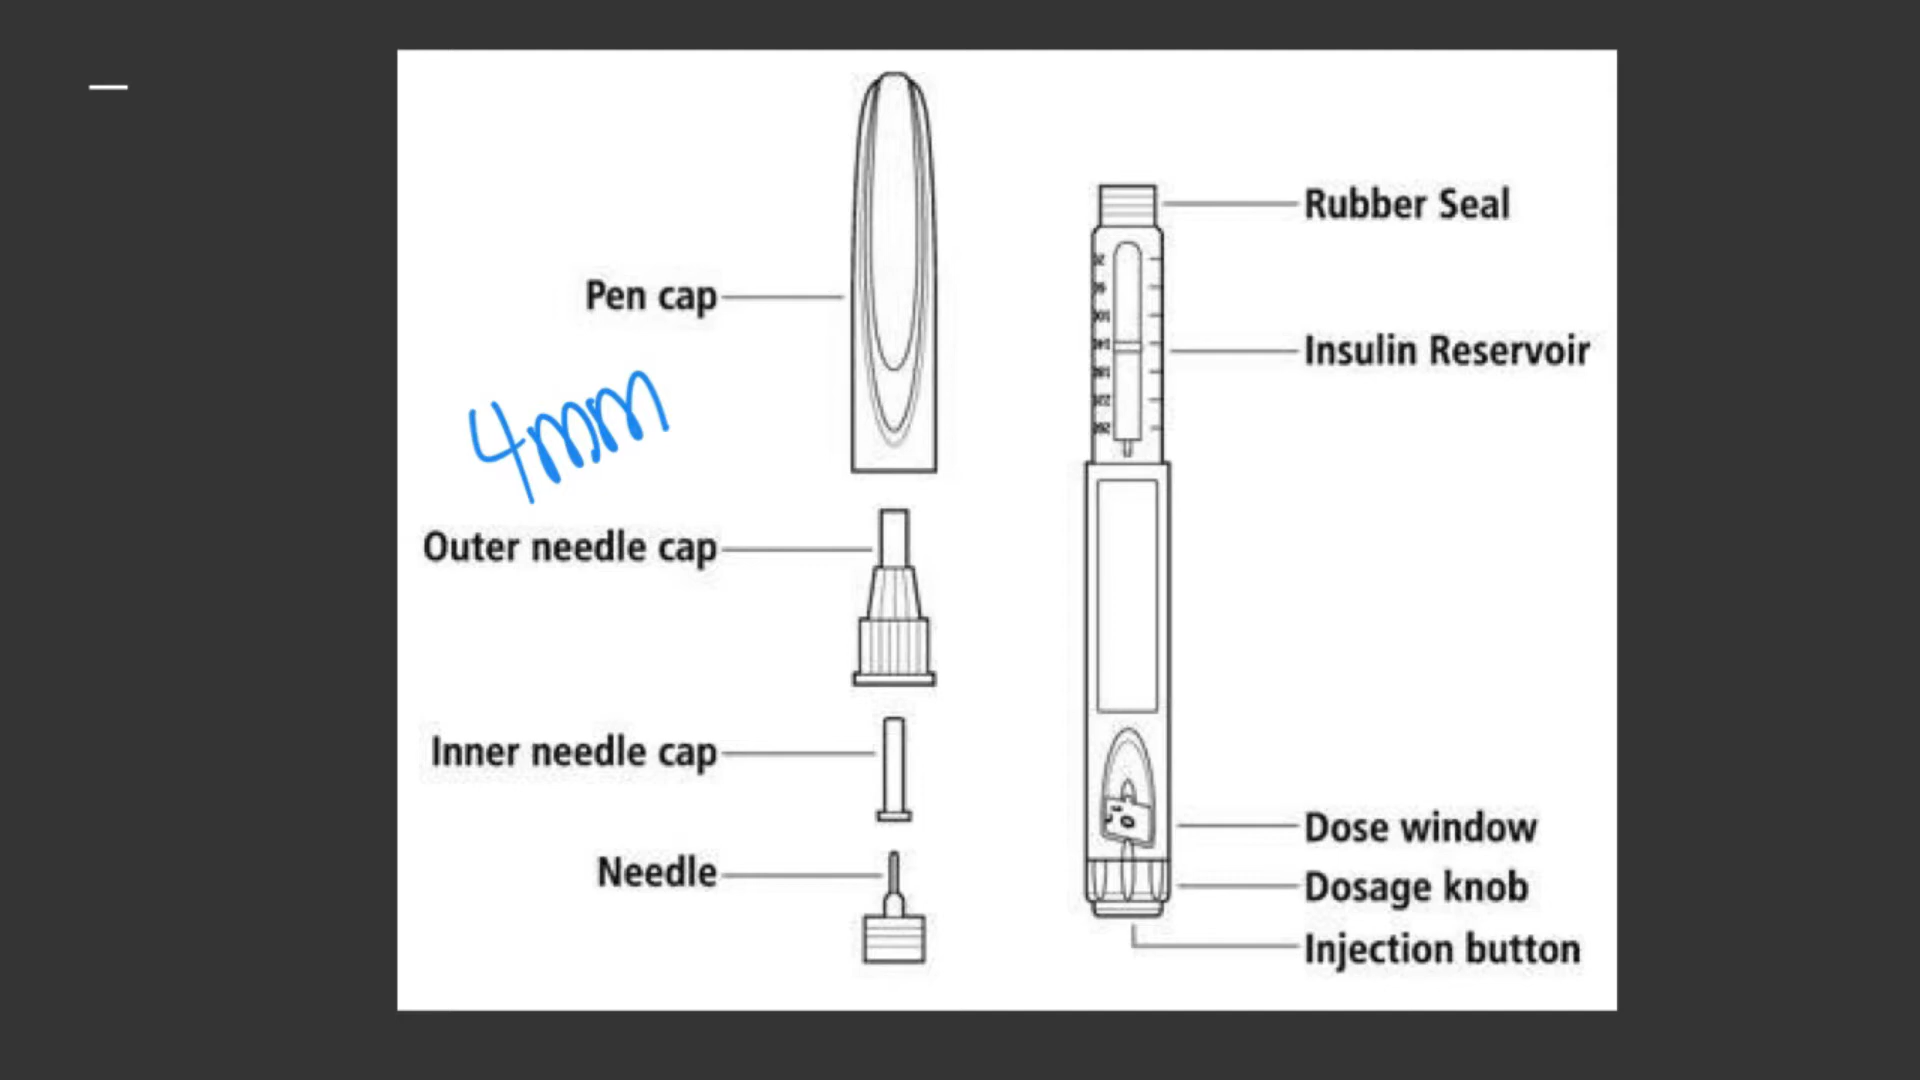 Pen cap
4mm
Outer needle cap
Inner needle cap
Needle
Rubber Seal
Insulin Reservoir
Dose window
Dosage knob
Injection button
0